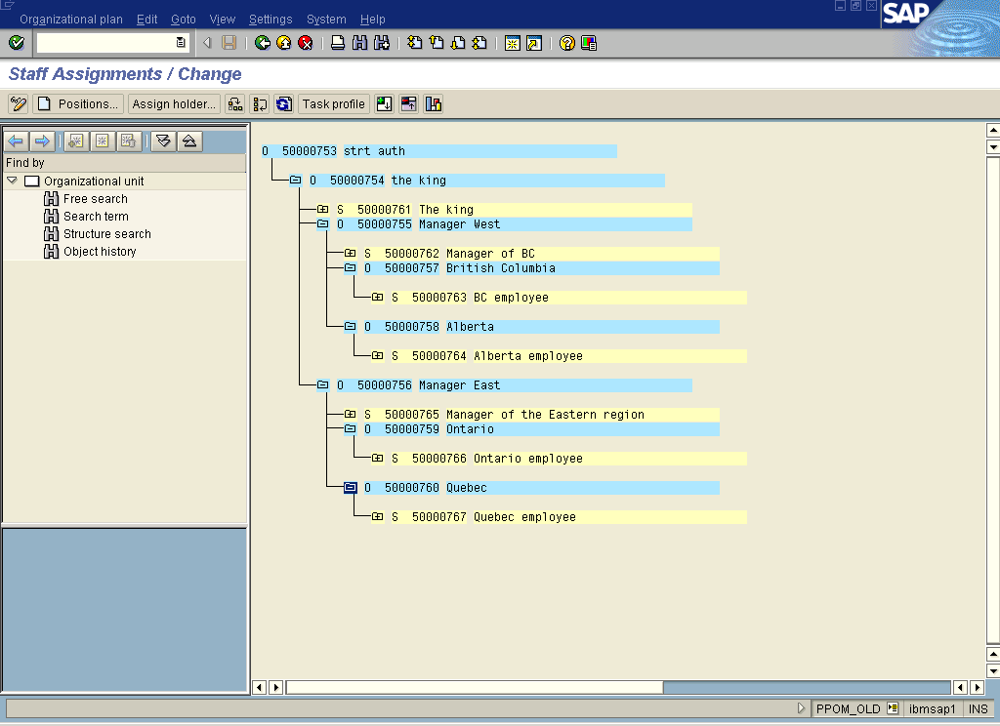 Organizational plan Edit Goto View Settings System Help
SAP
Staff Assignments / Change
Positions... Assign holder... Task profile
Find by
Organizational unit
Free search
Search term
Structure search
Object history
O 50000753 strt auth
O 50000754 the king
S 50000761 The king
O 50000755 Manager West
S 50000762 Manager of BC
O 50000757 British Columbia
S 50000763 BC employee
O 50000758 Alberta
S 50000764 Alberta employee
O 50000756 Manager East
S 50000765 Manager of the Eastern region
O 50000759 Ontario
S 50000766 Ontario employee
O 50000760 Quebec
S 50000767 Quebec employee
PPOM_OLD ibmsap1 INS